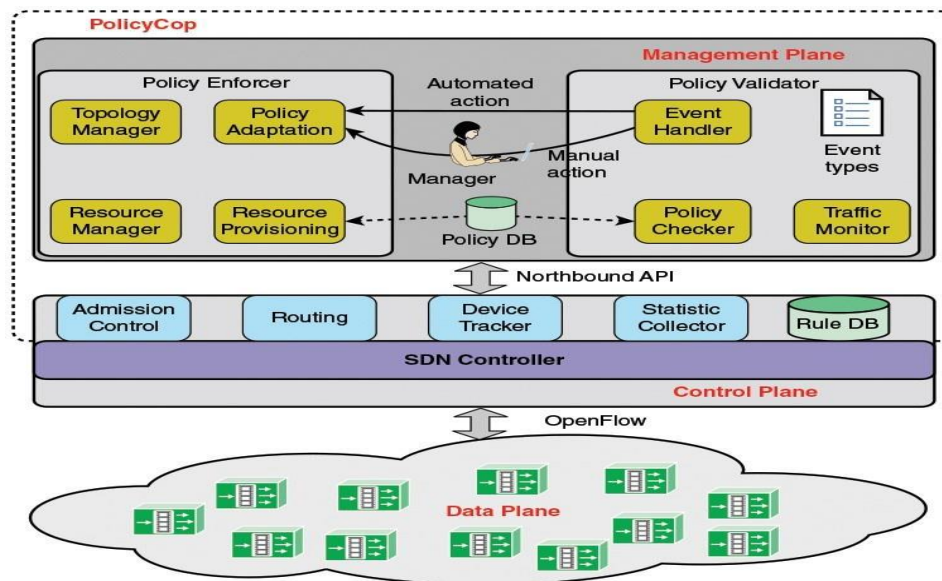 PolicyCop
Management Plane
Policy Enforcer
Automated
action
Policy Validator
Topology
Manager
Policy
Adaptation
Event
Handler
Event
types
Manager
Manual
action
Resource
Manager
Resource
Provisioning
Policy DB
Policy
Checker
Traffic
Monitor
Northbound API
Admission
Control
Routing
Device
Tracker
Statistic
Collector
Rule DB
SDN Controller
Control Plane
OpenFlow
Data Plane